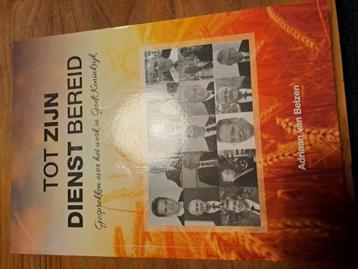 TOT ZIJN
DIENST BEREID
Gesprekken over het werk in Gods Koninkrijk
Adriaan van Belzen